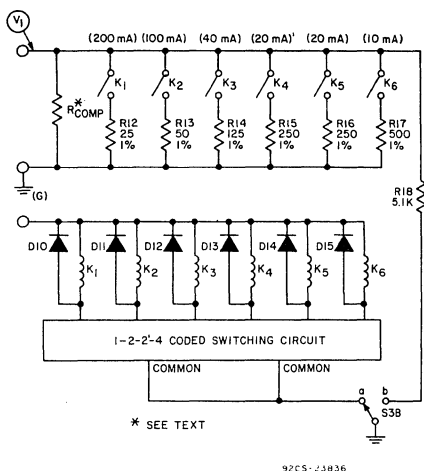 V1
(200 mA) (100 mA) (40 mA) (20 mA)' (20 mA) (10 mA)
K1 K2 K3 K4 K5 K6
R*COMP
R12 25 1%
R13 50 1%
R14 125 1%
R15 250 1%
R16 250 1%
R17 500 1%
(G)
R18 5.1K
D10 D11 D12 D13 D14 D15
K1 K2 K3 K4 K5 K6
1-2-2'-4 CODED SWITCHING CIRCUIT
COMMON COMMON
a b
S3B
* SEE TEXT
92CS-23836